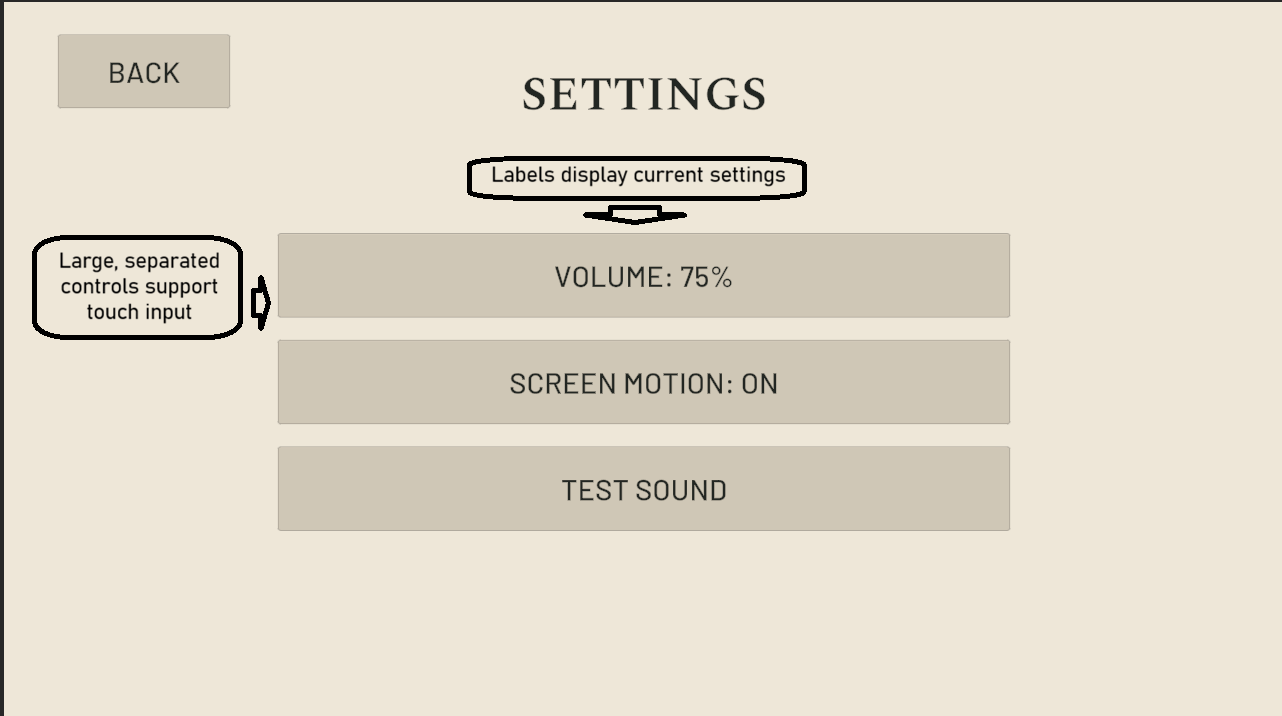 BACK
SETTINGS
Labels display current settings
Large, separated
controls support
touch input
VOLUME: 75%
SCREEN MOTION: ON
TEST SOUND